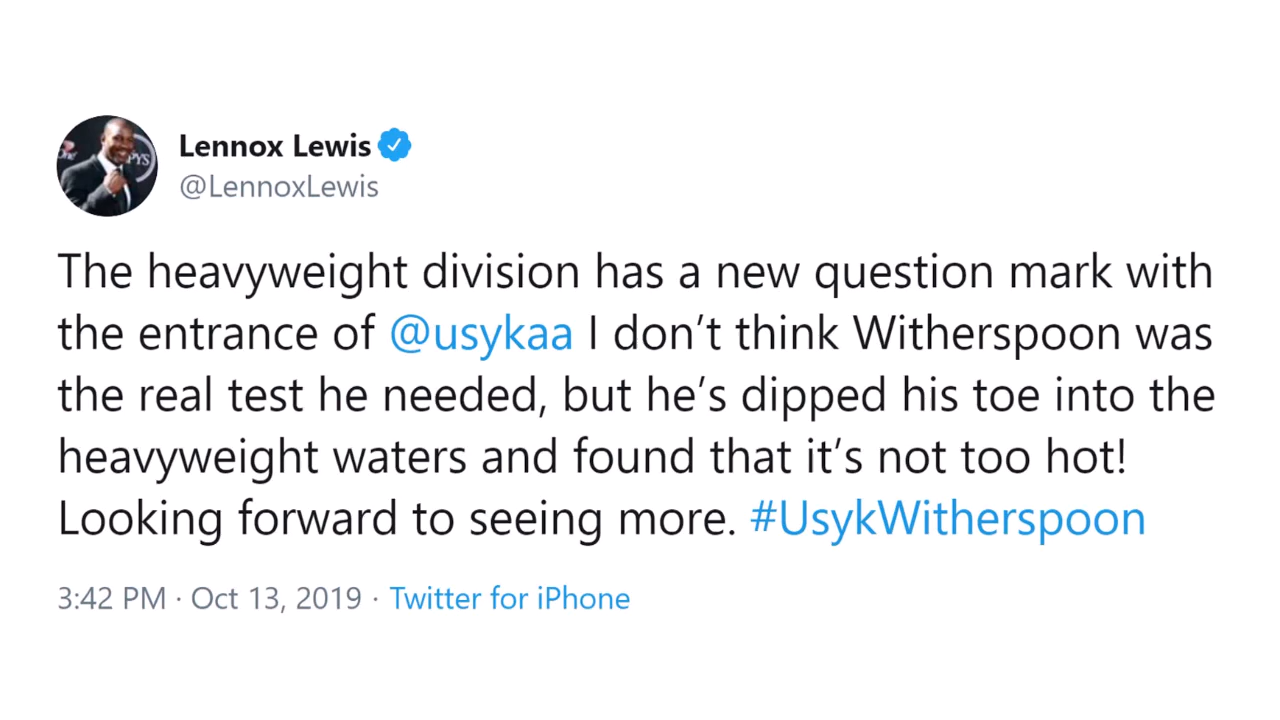 Lennox Lewis
@LennoxLewis
The heavyweight division has a new question mark with
the entrance of @usykaa I don’t think Witherspoon was
the real test he needed, but he’s dipped his toe into the
heavyweight waters and found that it’s not too hot!
Looking forward to seeing more. #UsykWitherspoon
3:42 PM · Oct 13, 2019 · Twitter for iPhone